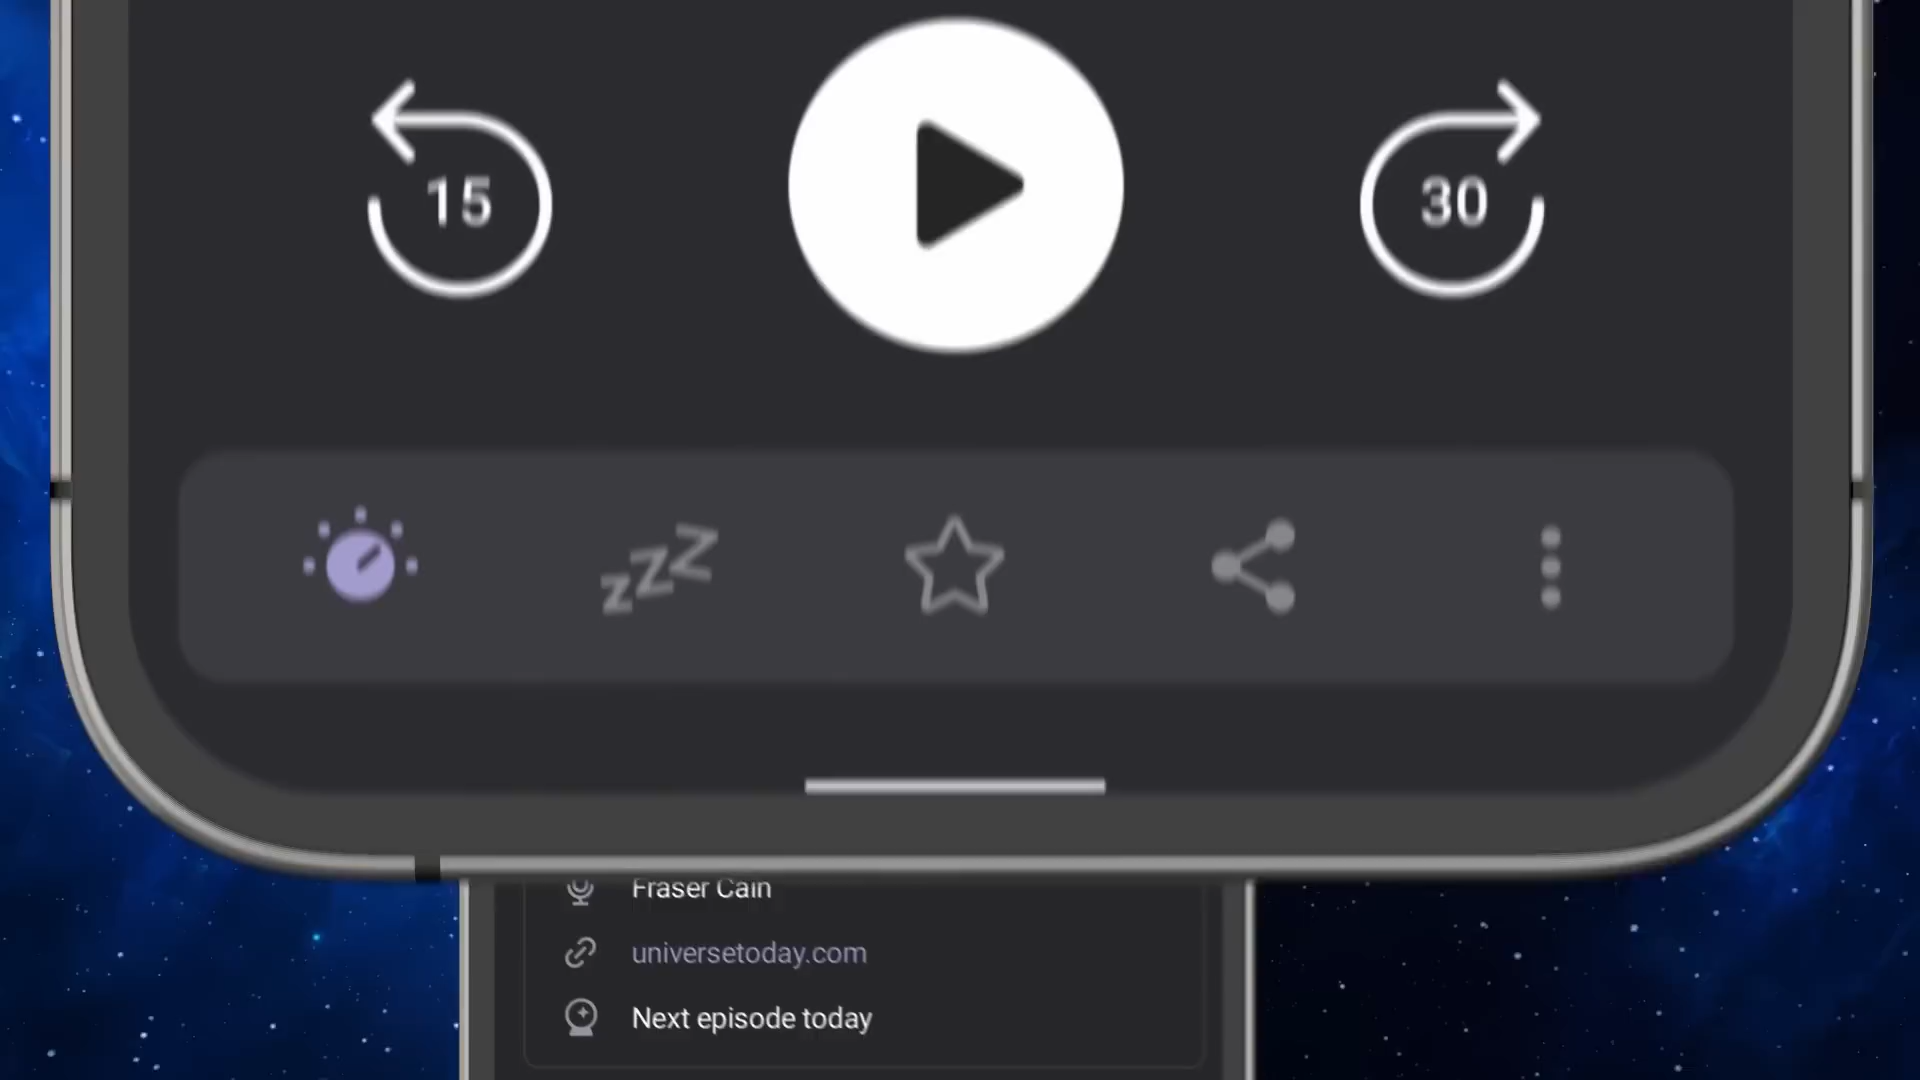 15
30
zZZ
Fraser Cain
universetoday.com
Next episode today